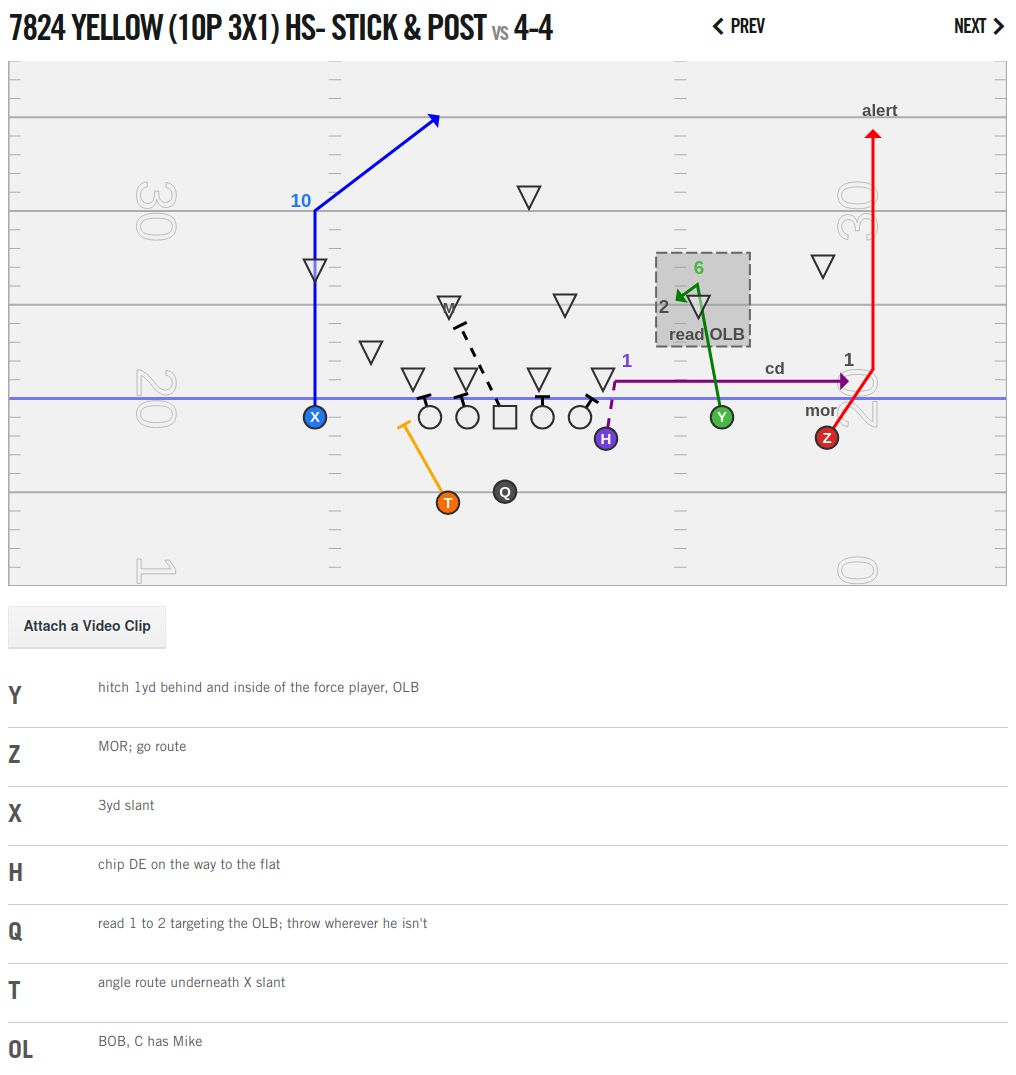 7824 YELLOW (10P 3X1) HS- STICK & POST VS 4-4
PREV
NEXT
alert
10
30
30
6
2
M
read OLB
1
cd
1
20
20
mor
X
Y
H
Z
T
Q
1
0
Attach a Video Clip
Y
hitch 1yd behind and inside of the force player, OLB
Z
MOR; go route
X
3yd slant
H
chip DE on the way to the flat
Q
read 1 to 2 targeting the OLB; throw wherever he isn't
T
angle route underneath X slant
OL
BOB, C has Mike